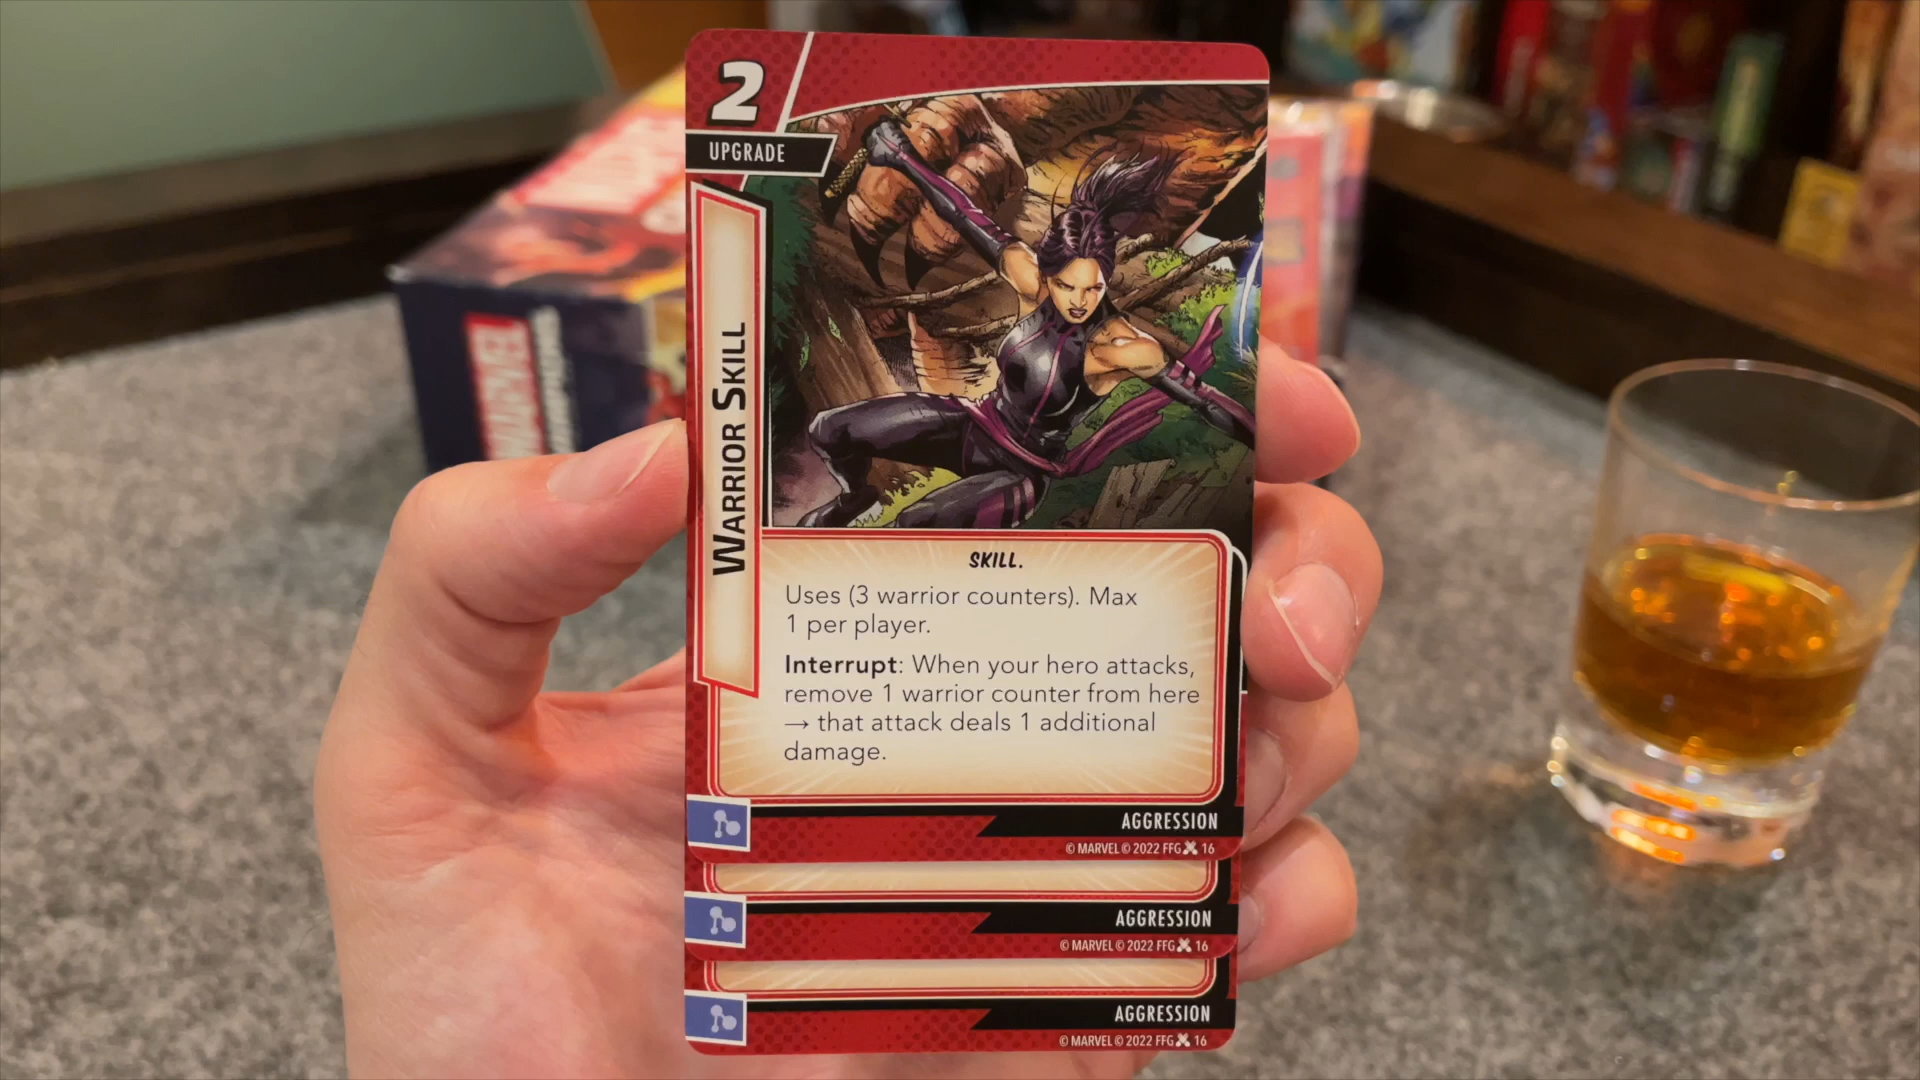 2
UPGRADE
WARRIOR SKILL
SKILL.
Uses (3 warrior counters). Max
1 per player.
Interrupt: When your hero attacks,
remove 1 warrior counter from here
→ that attack deals 1 additional
damage.
AGGRESSION
© MARVEL © 2022 FFG 16
AGGRESSION
© MARVEL © 2022 FFG 16
AGGRESSION
© MARVEL © 2022 FFG 16
MARVEL
CHAMPIONS